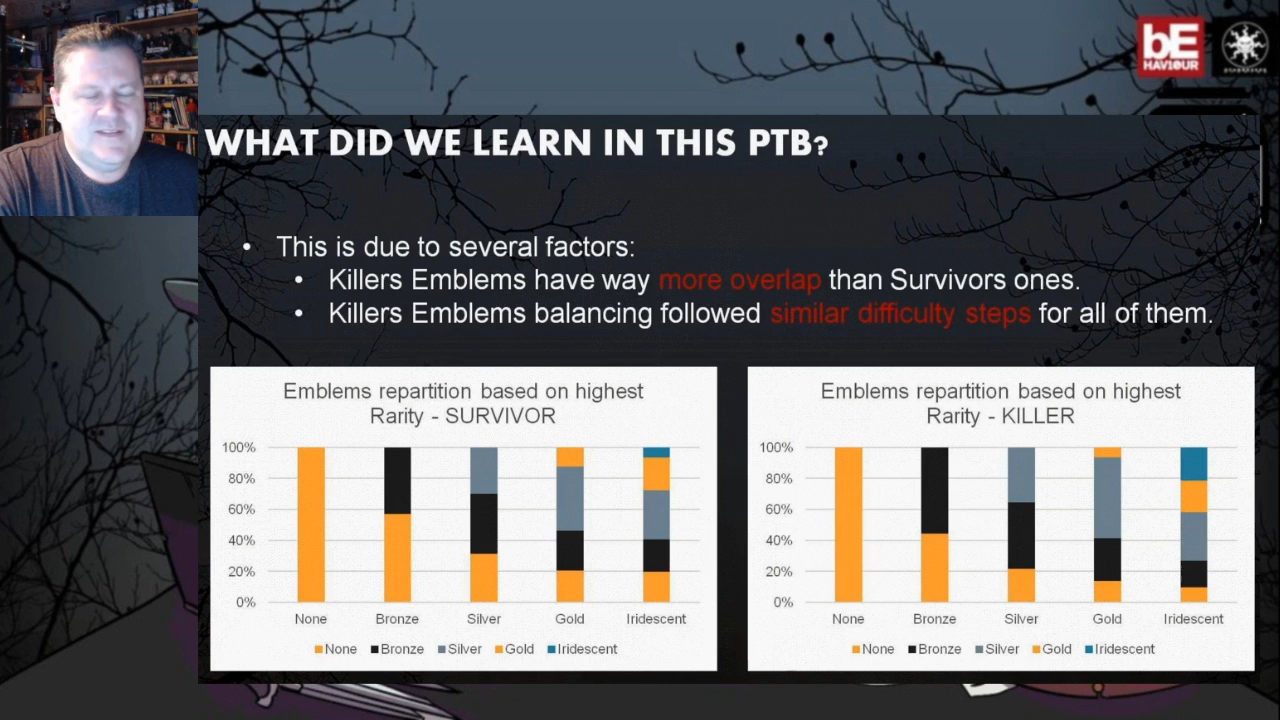 bE
HAVIOUR
WHAT DID WE LEARN IN THIS PTB?
• This is due to several factors:
• Killers Emblems have way more overlap than Survivors ones.
• Killers Emblems balancing followed similar difficulty steps for all of them.
Emblems repartition based on highest
Rarity - SURVIVOR
100%
80%
60%
40%
20%
0%
None Bronze Silver Gold Iridescent
None Bronze Silver Gold Iridescent
Emblems repartition based on highest
Rarity - KILLER
100%
80%
60%
40%
20%
0%
None Bronze Silver Gold Iridescent
None Bronze Silver Gold Iridescent